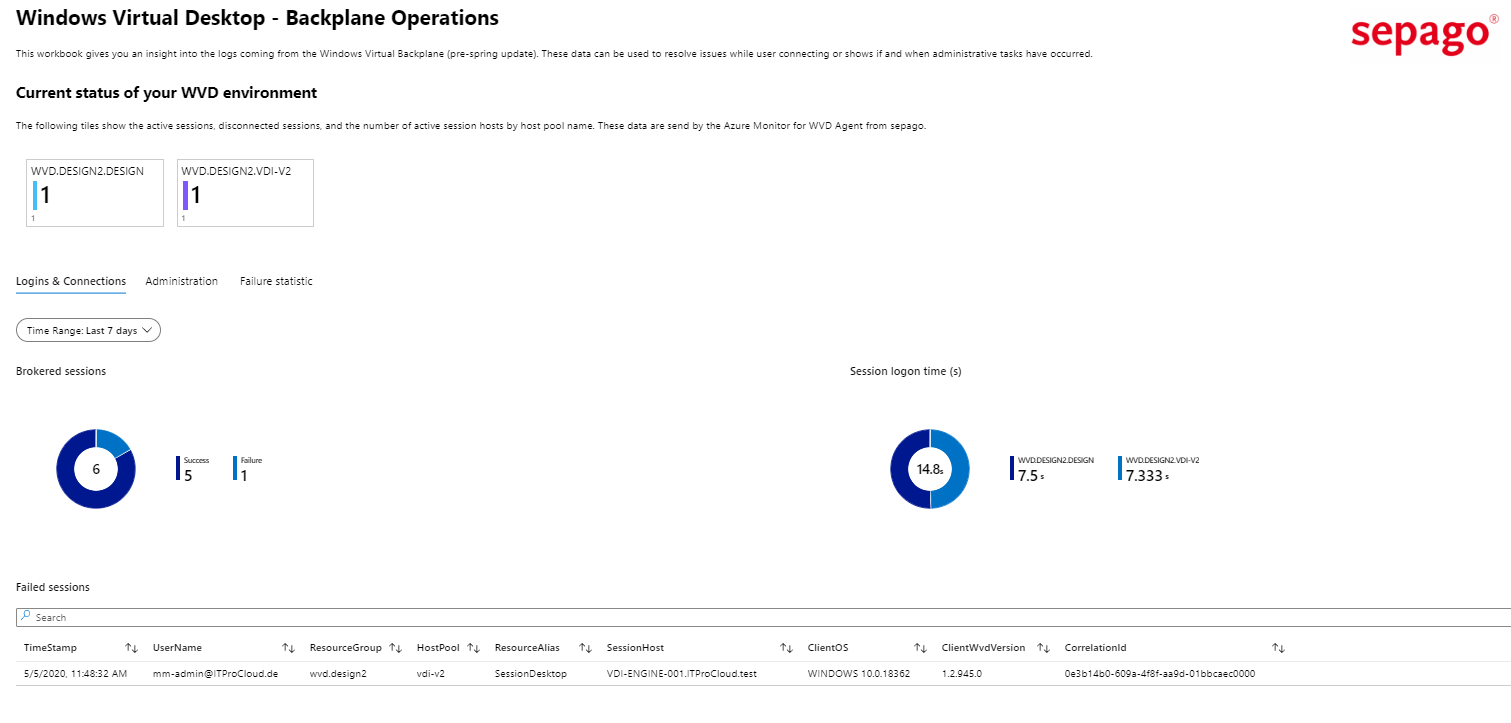 Windows Virtual Desktop - Backplane Operations
sepago®
This workbook gives you an insight into the logs coming from the Windows Virtual Backplane (pre-spring update). These data can be used to resolve issues while user connecting or shows if and when administrative tasks have occurred.
Current status of your WVD environment
The following tiles show the active sessions, disconnected sessions, and the number of active session hosts by host pool name. These data are send by the Azure Monitor for WVD Agent from sepago.
WVD.DESIGN2.DESIGN WVD.DESIGN2.VDI-V2
1 1
1 1
Logins & Connections Administration Failure statistic
Time Range: Last 7 days
Brokered sessions Session logon time (s)
6 Success 5 Failure 1
14.8s WVD.DESIGN2.DESIGN 7.5 s WVD.DESIGN2.VDI-V2 7.333 s
Failed sessions
Search
TimeStamp UserName ResourceGroup HostPool ResourceAlias SessionHost ClientOS ClientWvdVersion CorrelationId
5/5/2020, 11:48:32 AM mm-admin@ITProCloud.de wvd.design2 vdi-v2 SessionDesktop VDI-ENGINE-001.ITProCloud.test WINDOWS 10.0.18362 1.2.945.0 0e3b14b0-609a-4f8f-aa9d-01bbcaec0000